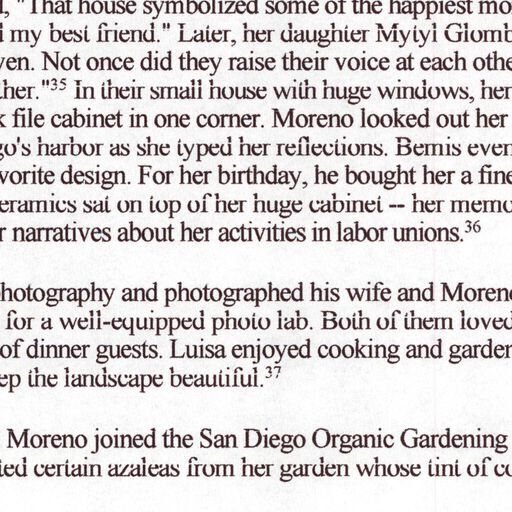 "That house symbolized some of the happiest mo
my best friend." Later, her daughter Mytyl Glomb
ven. Not once did they raise their voice at each othe
ther."35 In their small house with huge windows, her
k file cabinet in one corner. Moreno looked out her
go's harbor as she typed her reflections. Bemis even
vorite design. For her birthday, he bought her a fine
eramics sat on top of her huge cabinet -- her memo
r narratives about her activities in labor unions.36
photography and photographed his wife and Moreno
for a well-equipped photo lab. Both of them loved
of dinner guests. Luisa enjoyed cooking and garden
ep the landscape beautiful.37
Moreno joined the San Diego Organic Gardening
ted certain azaleas from her garden whose tint of co